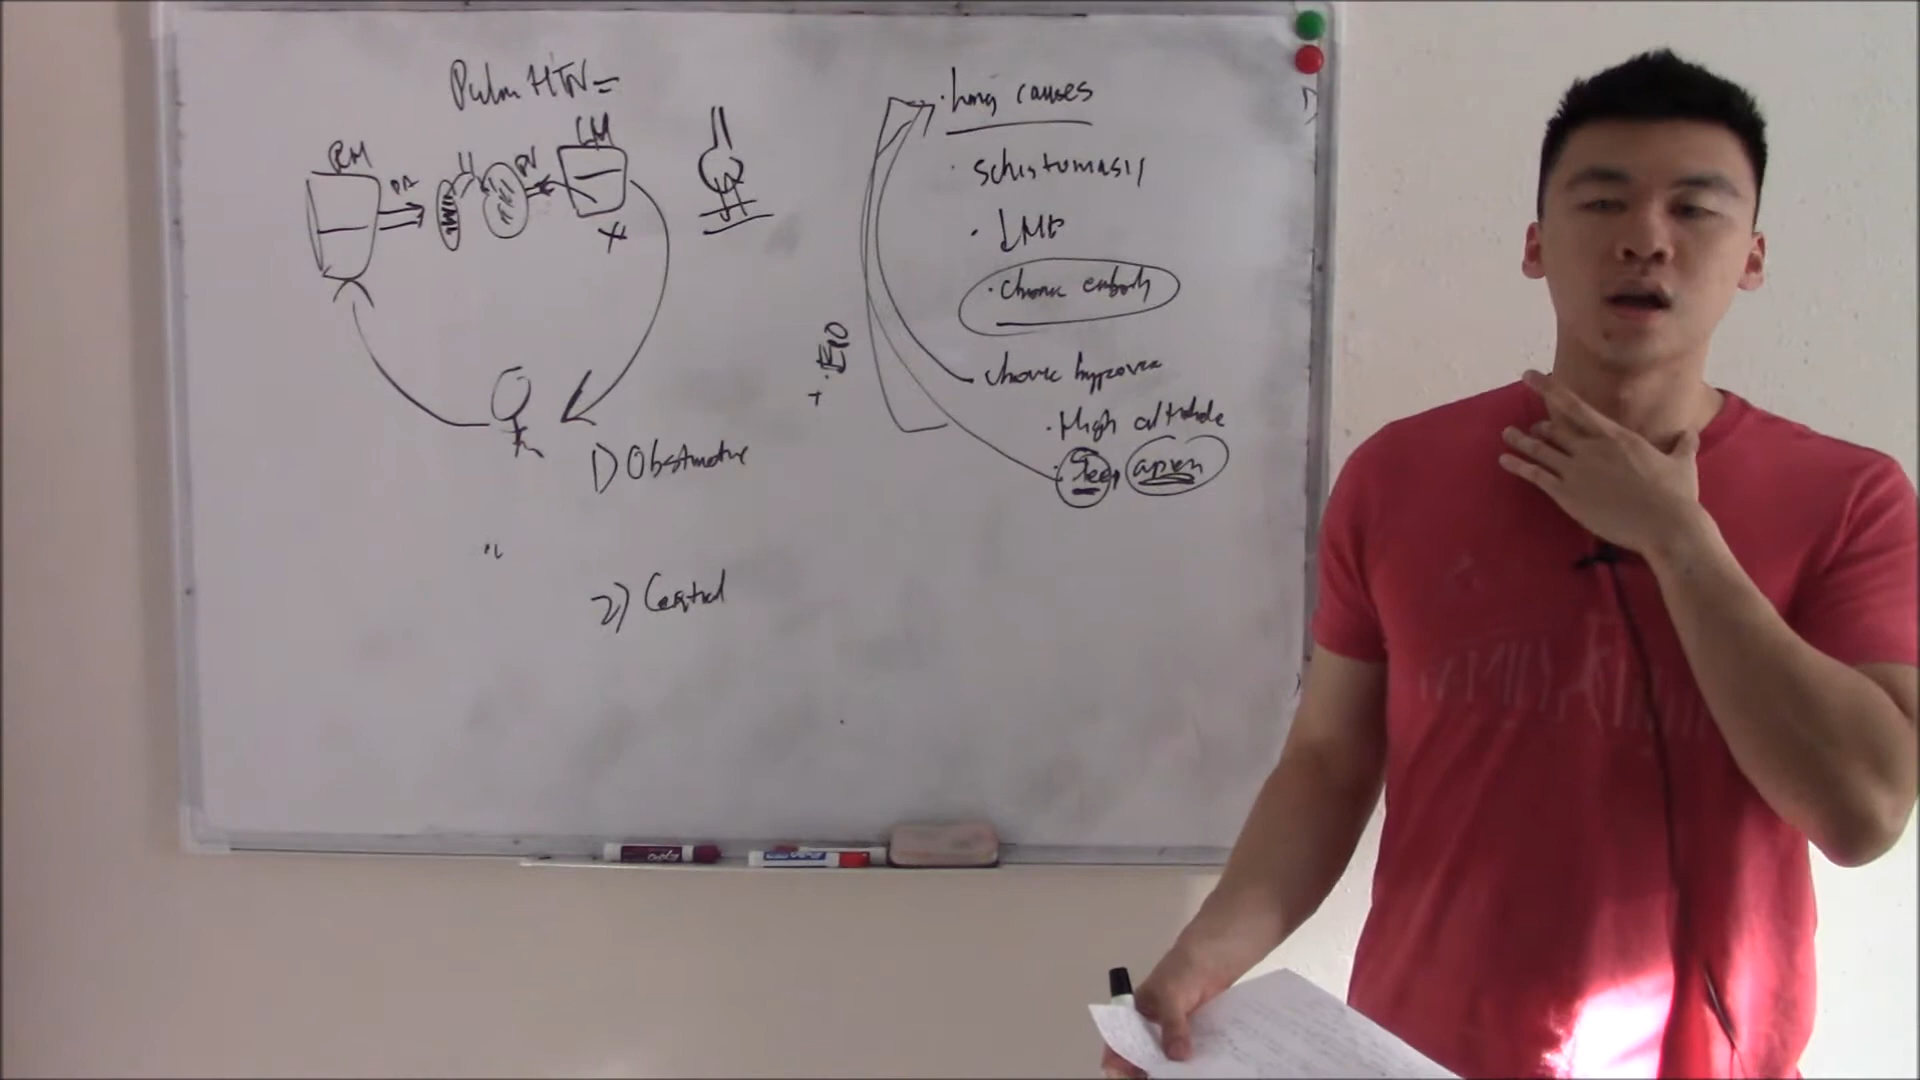 Pulm HTN =
RH
PA
PV
LH
1) Obstructive
2) Central
· Lung causes
· schistomasis
· ↓MP
· chronic emboli
chronic hypoxia
· High altitude
· Sleep apnea
+ · EPO